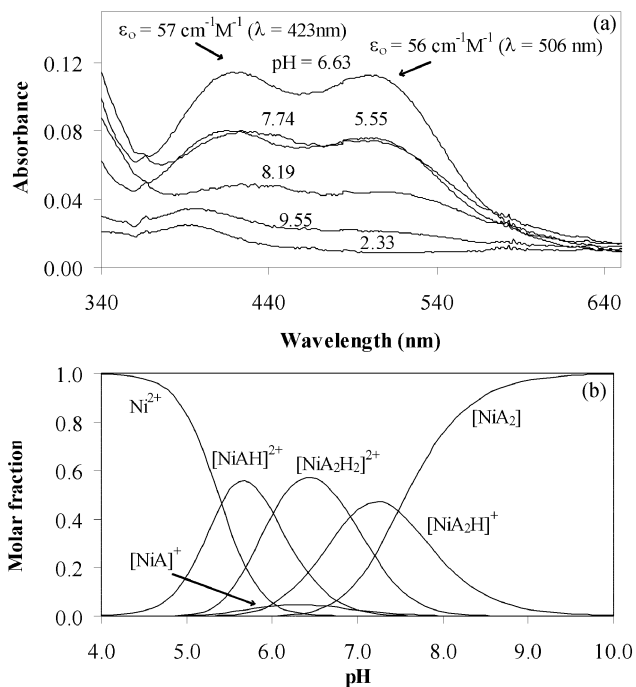 (a)
εₒ = 57 cm⁻¹M⁻¹ (λ = 423nm)
εₒ = 56 cm⁻¹M⁻¹ (λ = 506 nm)
pH = 6.63
7.74
5.55
8.19
9.55
2.33
Absorbance
0.12
0.08
0.04
0.00
340
440
540
640
Wavelength (nm)
(b)
Molar fraction
1.0
0.8
0.6
0.4
0.2
0.0
Ni²⁺
[NiAH]²⁺
[NiA₂H₂]²⁺
[NiA₂]
[NiA₂H]⁺
[NiA]⁺
4.0
5.0
6.0
7.0
8.0
9.0
10.0
pH